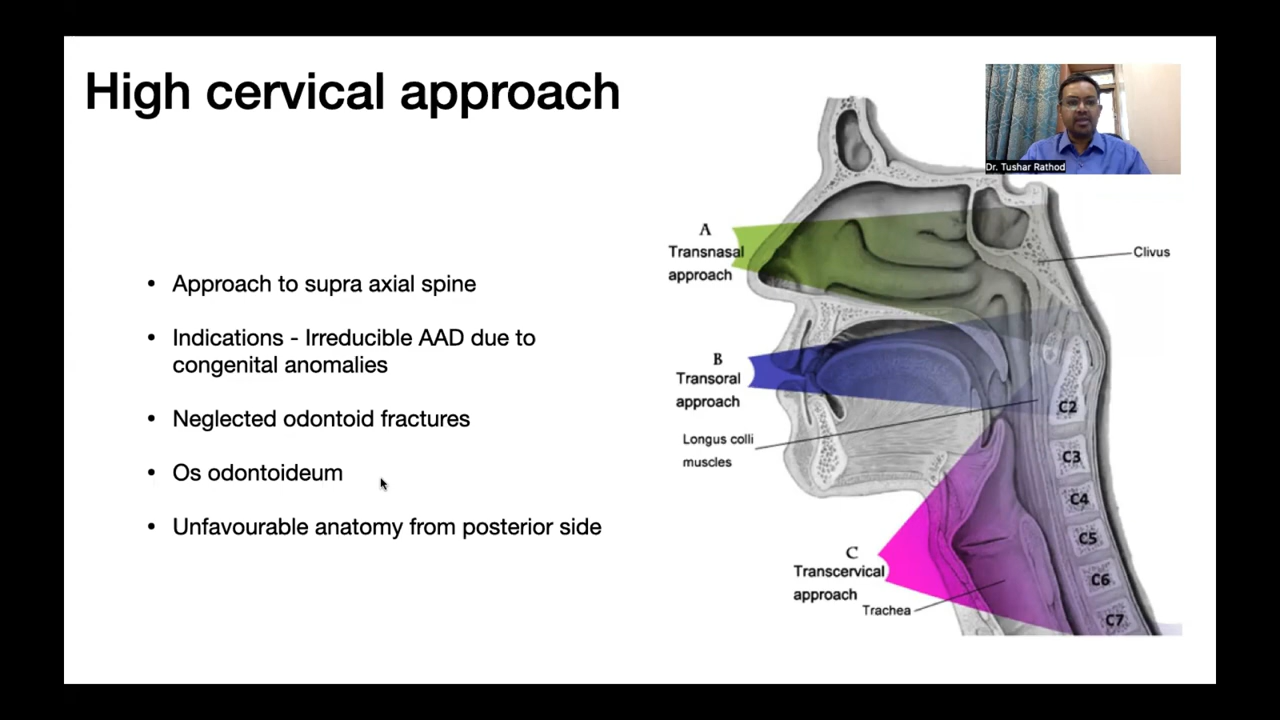 High cervical approach
Dr. Tushar Rathod
• Approach to supra axial spine
• Indications - Irreducible AAD due to
congenital anomalies
• Neglected odontoid fractures
• Os odontoideum
• Unfavourable anatomy from posterior side
A
Transnasal
approach
Clivus
B
Transoral
approach
Longus colli
muscles
C
Transcervical
approach
Trachea
C2
C3
C4
C5
C6
C7